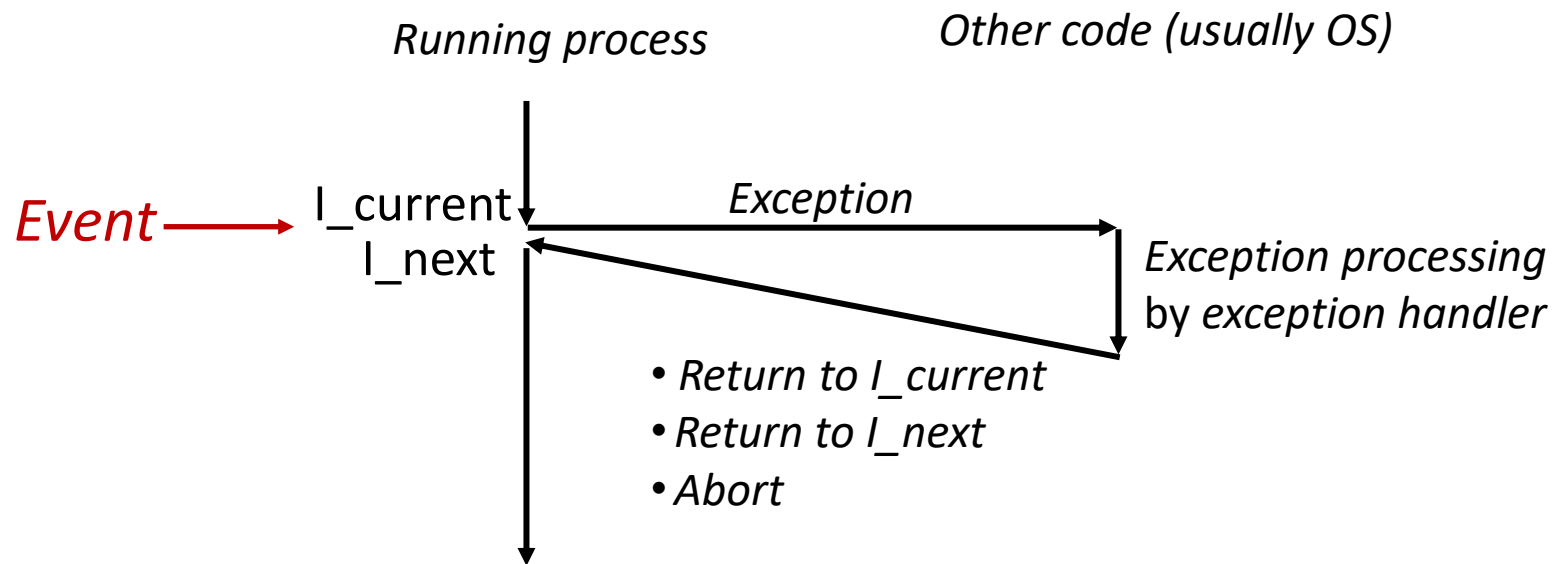 Running process
Other code (usually OS)
Event
I_current
I_next
Exception
Exception processing
by exception handler
• Return to I_current
• Return to I_next
• Abort